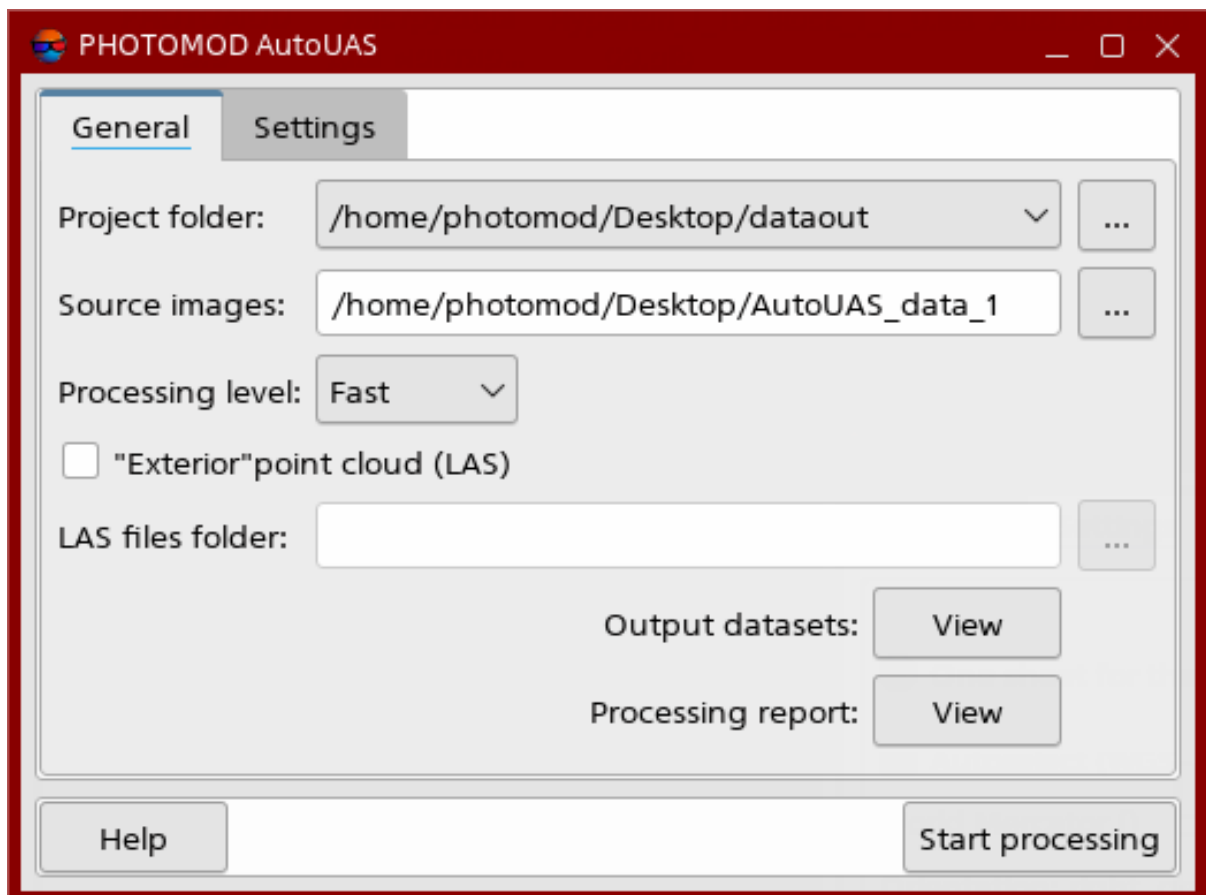 PHOTOMOD AutoUAS
General Settings
Project folder: /home/photomod/Desktop/dataout ...
Source images: /home/photomod/Desktop/AutoUAS_data_1 ...
Processing level: Fast
"Exterior"point cloud (LAS)
LAS files folder: ...
Output datasets: View
Processing report: View
Help Start processing